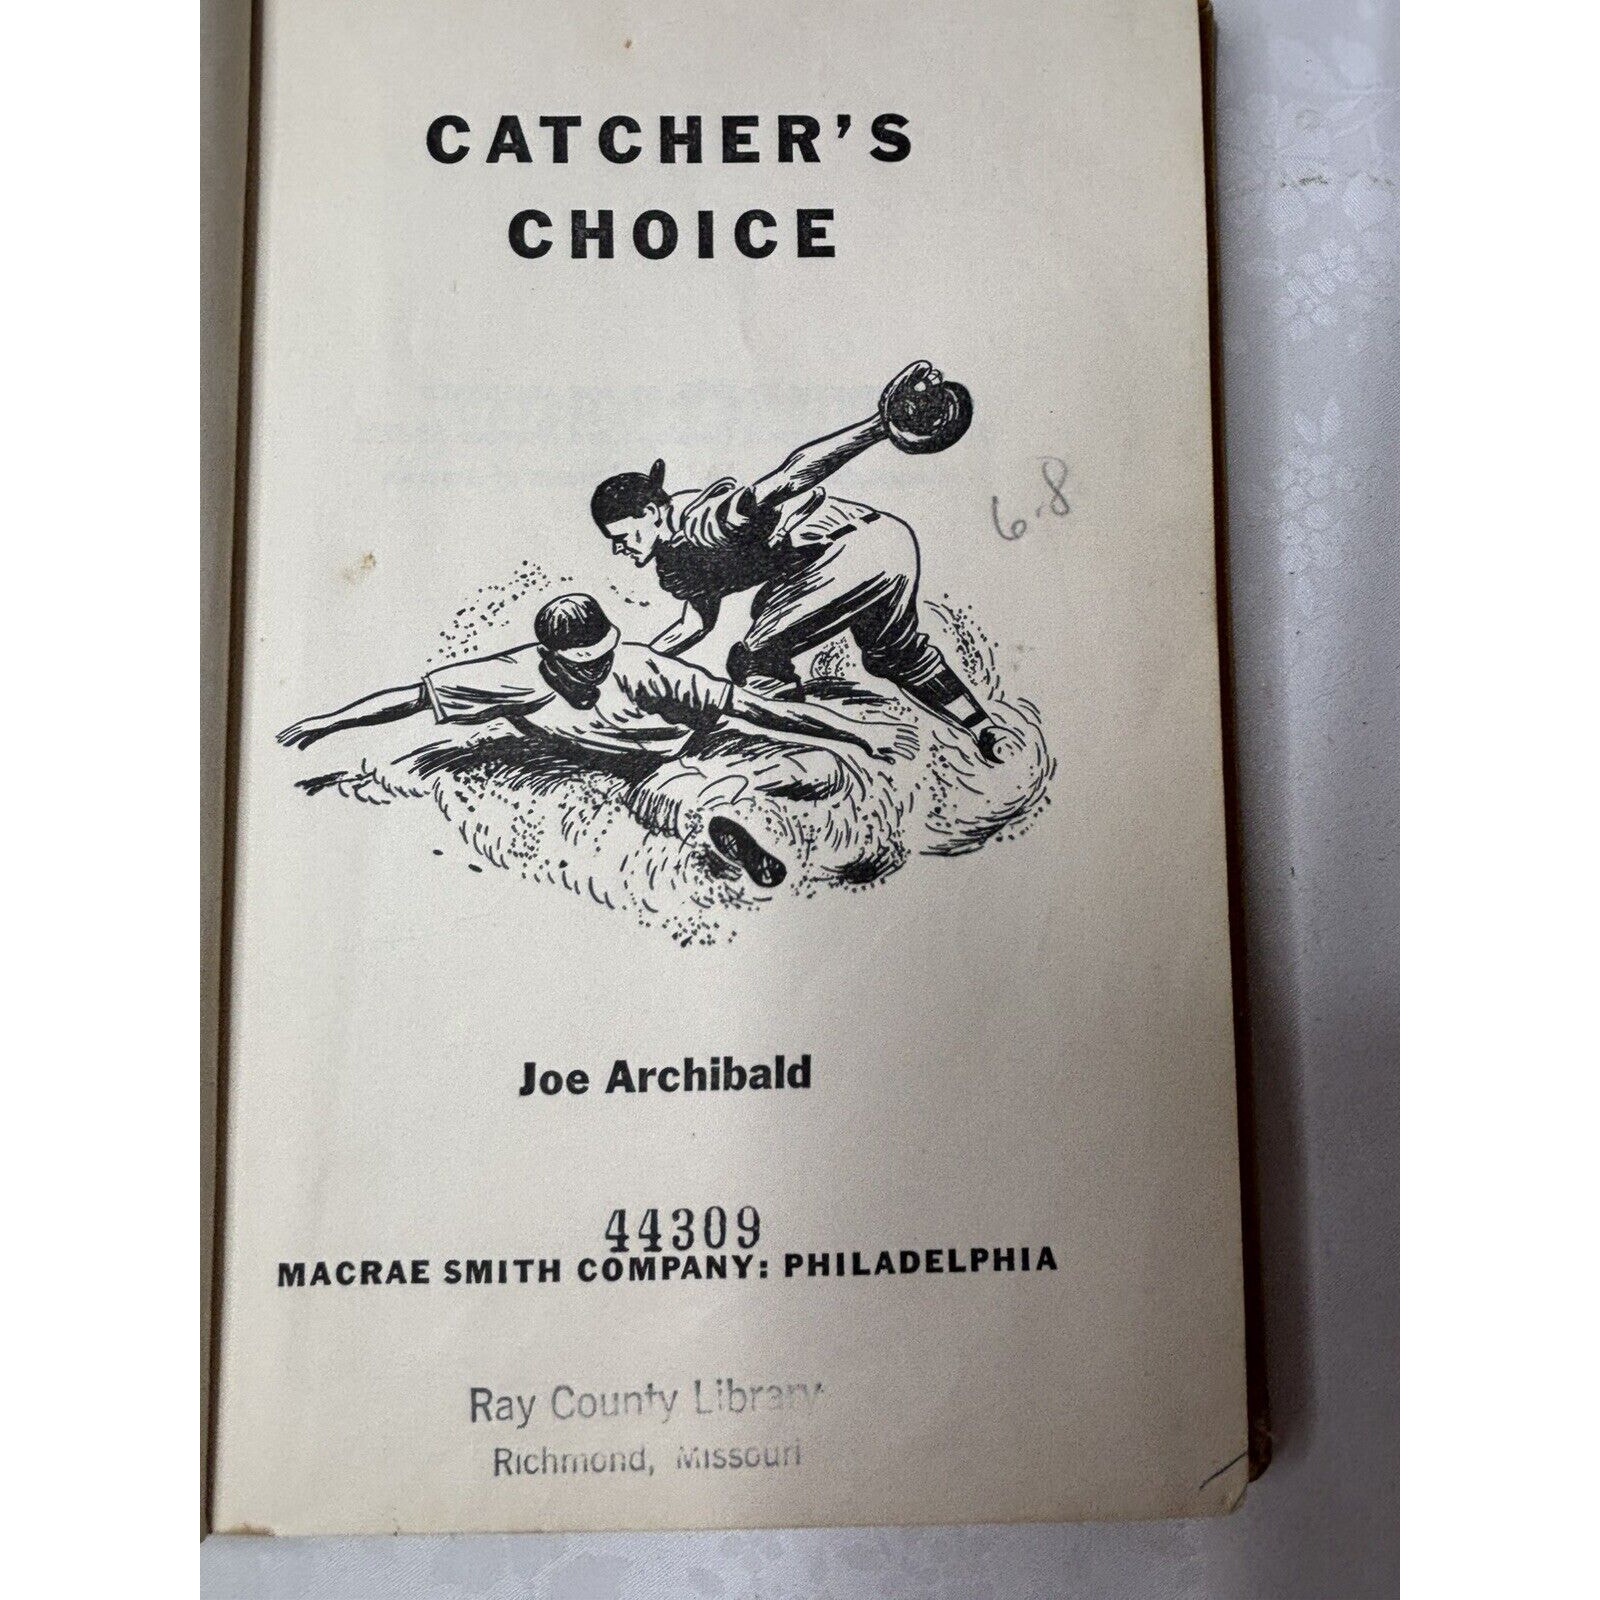 CATCHER'S
CHOICE
6.8
Joe Archibald
44309
MACRAE SMITH COMPANY: PHILADELPHIA
Ray County Library
Richmond, Missouri